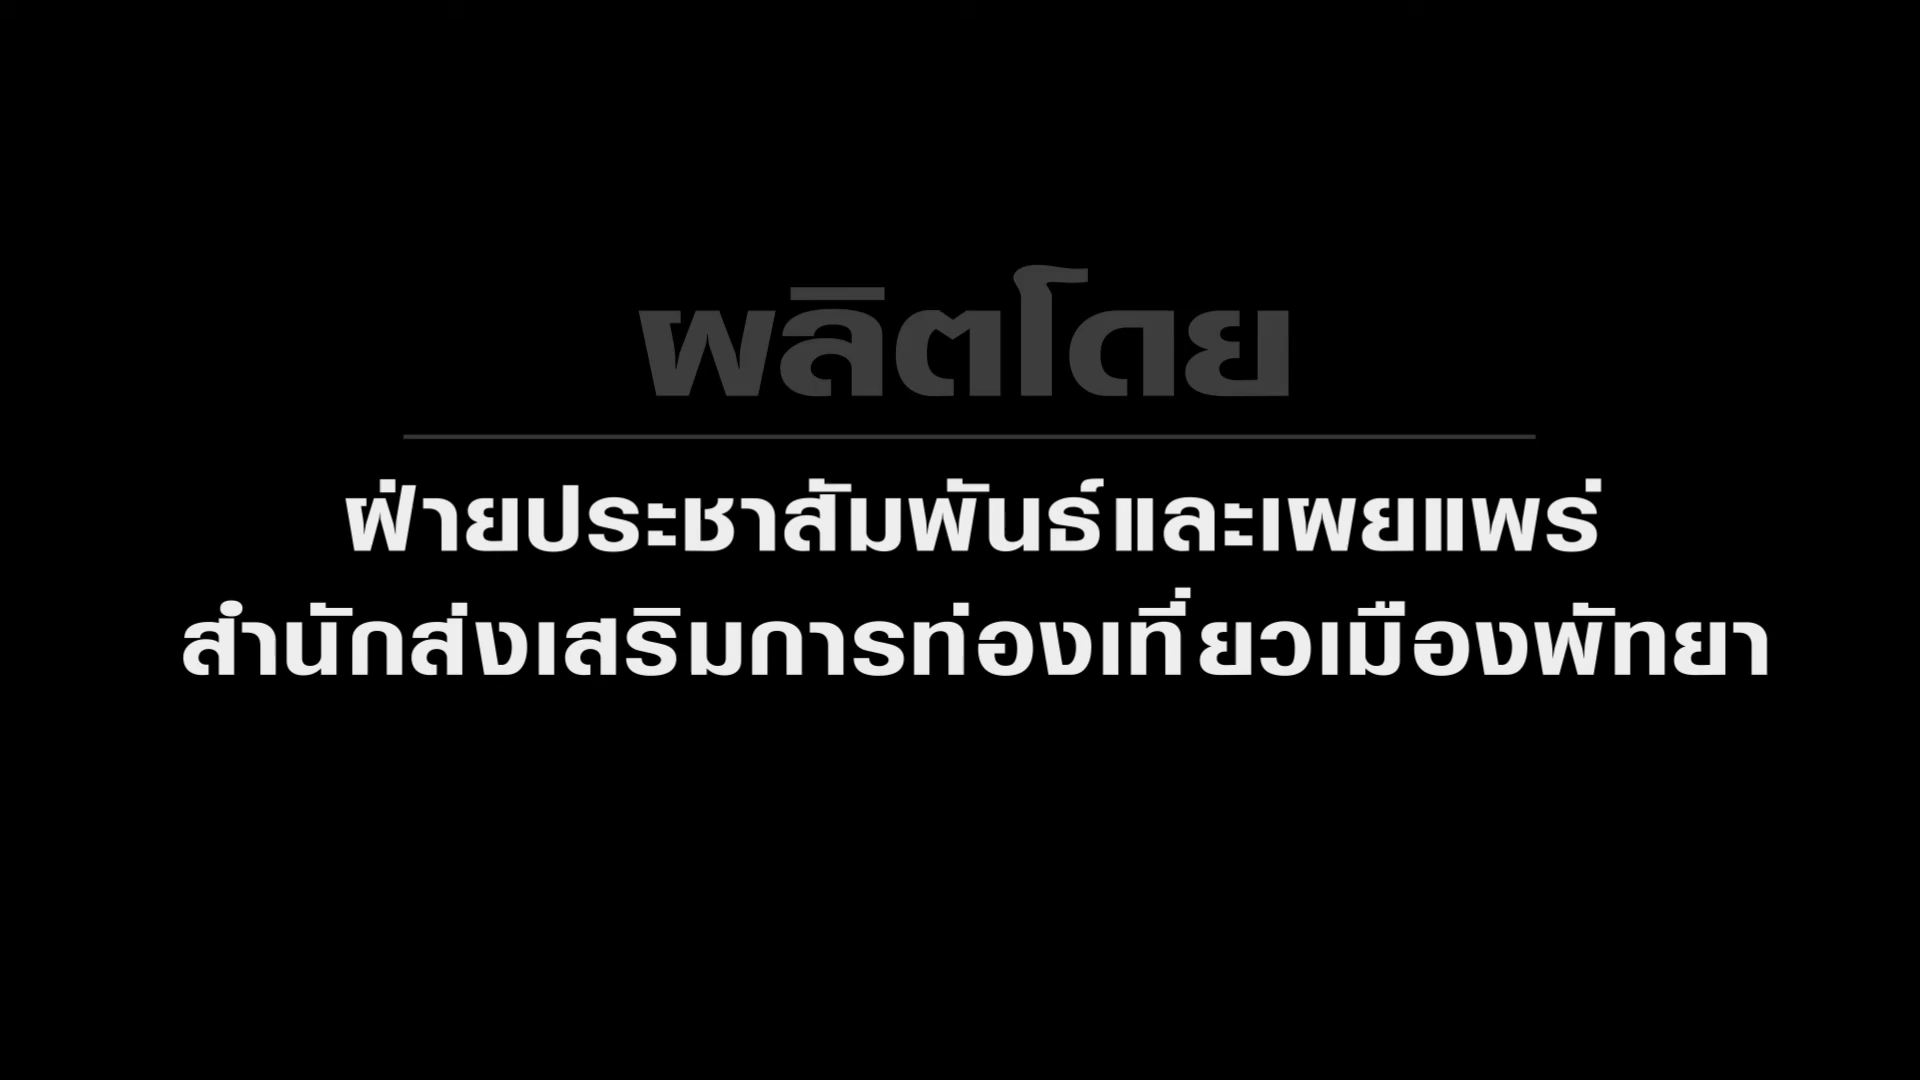 ผลิตโดย
ฝ่ายประชาสัมพันธ์และเผยแพร่
สำนักส่งเสริมการท่องเที่ยวเมืองพัทยา